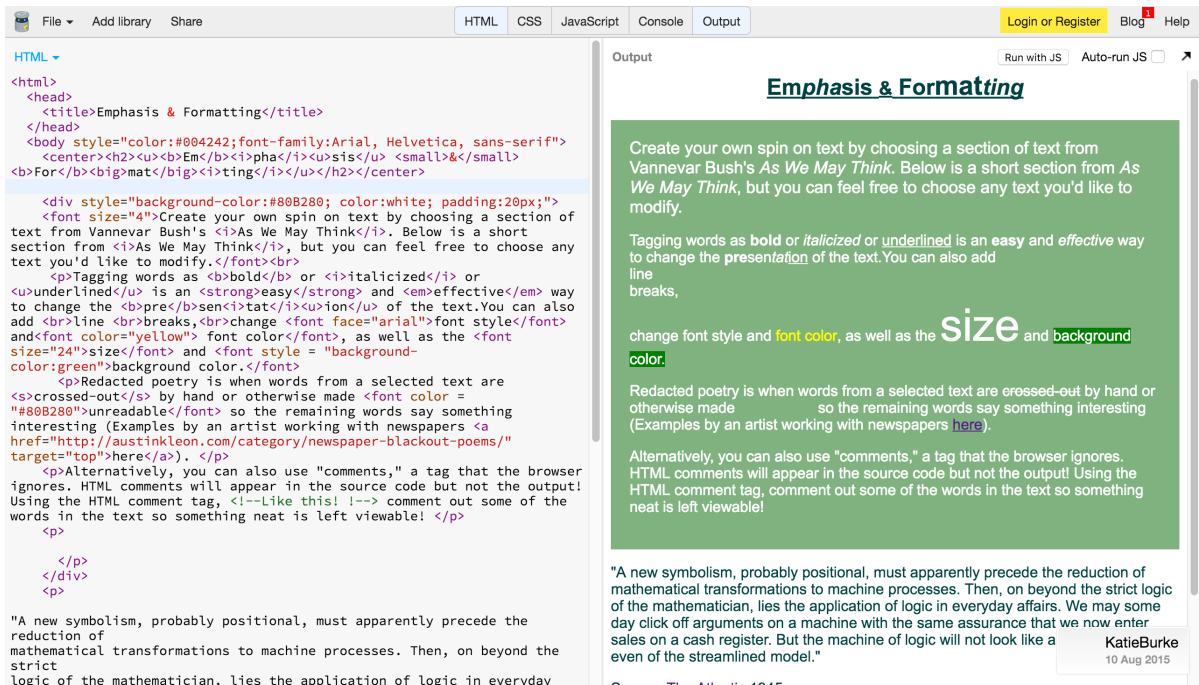 File Add library Share HTML CSS JavaScript Console Output Login or Register Blog 1 Help
HTML
<html>
<head>
<title>Emphasis & Formatting</title>
</head>
<body style="color:#004242;font-family:Arial, Helvetica, sans-serif">
<center><h2><u><b>Em</b><i>pha</i><u>sis</u> <small>&</small>
<b>For</b><big>mat</big><i>ting</i></u></h2></center>
<div style="background-color:#80B280; color:white; padding:20px;">
<font size="4">Create your own spin on text by choosing a section of
text from Vannevar Bush's <i>As We May Think</i>. Below is a short
section from <i>As We May Think</i>, but you can feel free to choose any
text you'd like to modify.</font><br>
<p>Tagging words as <b>bold</b> or <i>italicized</i> or
<u>underlined</u> is an <strong>easy</strong> and <em>effective</em> way
to change the <b>pre</b>sen<i>tat</i><u>ion</u> of the text.You can also
add <br>line <br>breaks,<br>change <font face="arial">font style</font>
and<font color="yellow"> font color</font>, as well as the <font
size="24">size</font> and <font style = "background-
color:green">background color.</font>
<p>Redacted poetry is when words from a selected text are
<s>crossed-out</s> by hand or otherwise made <font color =
"#80B280">unreadable</font> so the remaining words say something
interesting (Examples by an artist working with newspapers <a
href="http://austinkleon.com/category/newspaper-blackout-poems/"
target="top">here</a>). </p>
<p>Alternatively, you can also use "comments," a tag that the browser
ignores. HTML comments will appear in the source code but not the output!
Using the HTML comment tag, <!--Like this! !--> comment out some of the
words in the text so something neat is left viewable! </p>
<p>
</p>
</div>
<p>
"A new symbolism, probably positional, must apparently precede the
reduction of
mathematical transformations to machine processes. Then, on beyond the
strict
logic of the mathematician, lies the application of logic in everyday
Output Run with JS Auto-run JS
Emphasis & Formatting
Create your own spin on text by choosing a section of text from
Vannevar Bush's As We May Think. Below is a short section from As
We May Think, but you can feel free to choose any text you'd like to
modify.
Tagging words as bold or italicized or underlined is an easy and effective way
to change the presentation of the text.You can also add
line
breaks,
change font style and font color, as well as the size and background
color.
Redacted poetry is when words from a selected text are crossed-out by hand or
otherwise made so the remaining words say something interesting
(Examples by an artist working with newspapers here).
Alternatively, you can also use "comments," a tag that the browser ignores.
HTML comments will appear in the source code but not the output! Using the
HTML comment tag, comment out some of the words in the text so something
neat is left viewable!
"A new symbolism, probably positional, must apparently precede the reduction of
mathematical transformations to machine processes. Then, on beyond the strict logic
of the mathematician, lies the application of logic in everyday affairs. We may some
day click off arguments on a machine with the same assurance that we now enter
sales on a cash register. But the machine of logic will not look like a
even of the streamlined model."
KatieBurke
10 Aug 2015